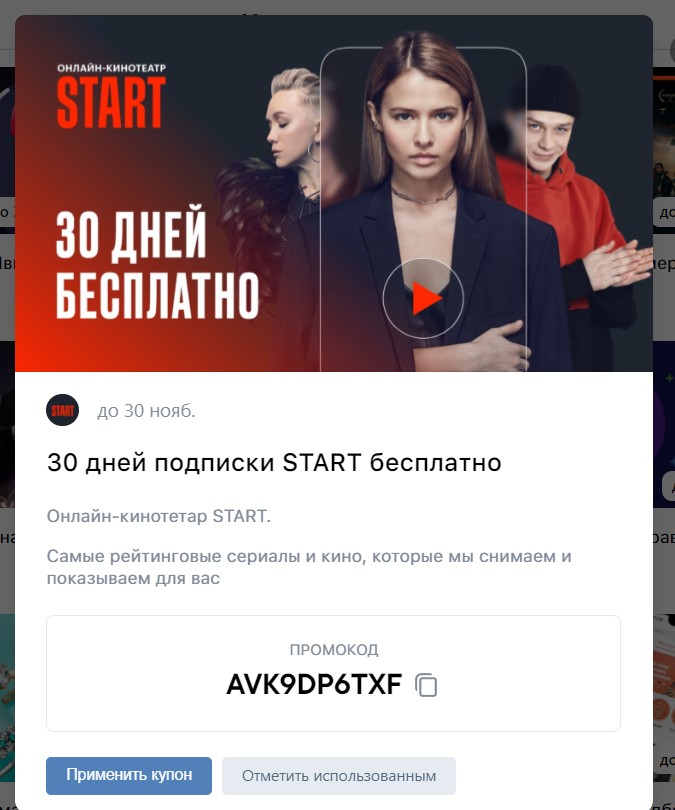 ОНЛАЙН-КИНОТЕАТР
START
30 ДНЕЙ
БЕСПЛАТНО
START
до 30 нояб.
30 дней подписки START бесплатно
Онлайн-кинотетар START.
Самые рейтинговые сериалы и кино, которые мы снимаем и
показываем для вас
ПРОМОКОД
AVK9DP6TXF
Применить купон
Отметить использованным